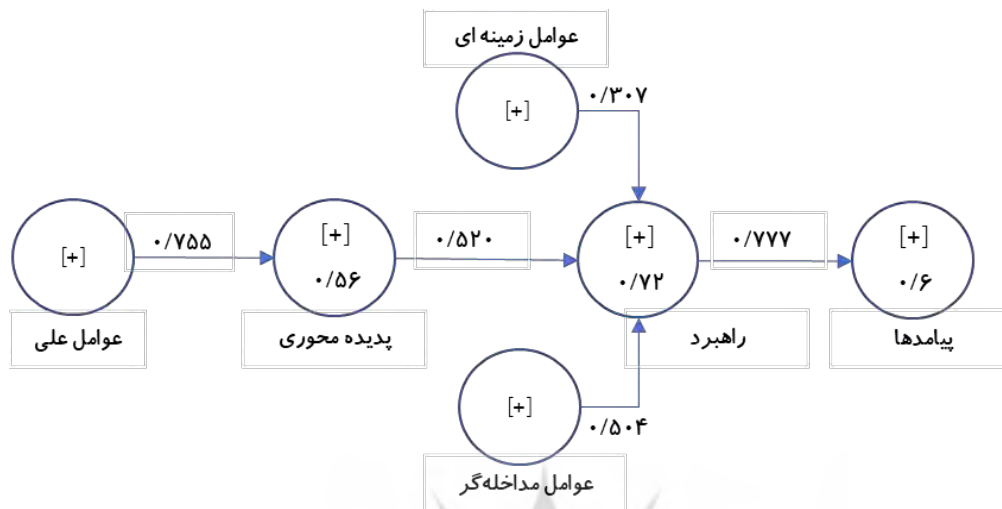 عوامل زمینه ای
[+]
۰/۳۰۷
[+]
۰/۷۵۵
[+]
۰/۵۶
۰/۵۲۰
[+]
۰/۷۲
۰/۷۷۷
[+]
۰/۶
عوامل علی
پدیده محوری
راهبرد
پیامدها
[+]
۰/۵۰۴
عوامل مداخله‌گر